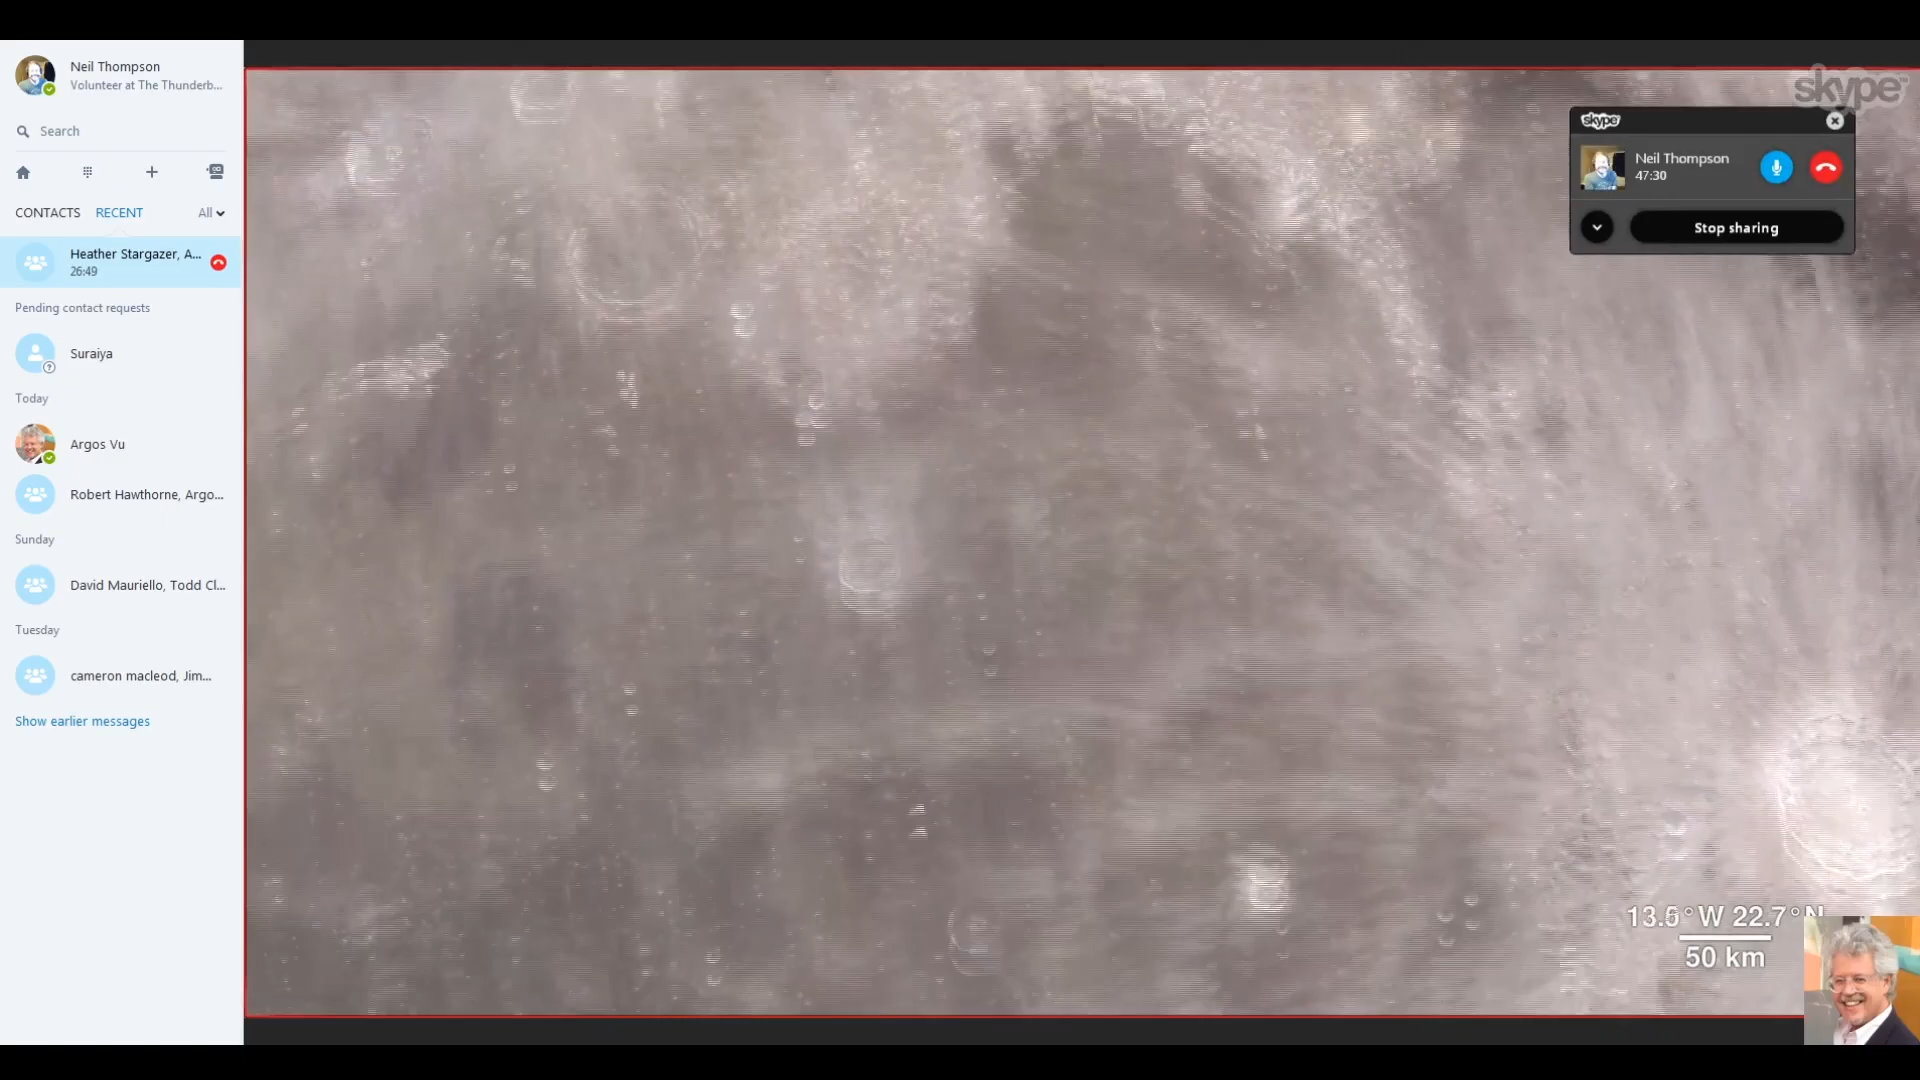 Neil Thompson
Volunteer at The Thunderb...
Search
CONTACTS RECENT All
Heather Stargazer, A...
26:49
Pending contact requests
Suraiya
Today
Argos Vu
Robert Hawthorne, Argo...
Sunday
David Mauriello, Todd Cl...
Tuesday
cameron macleod, Jim...
Show earlier messages
skype™
skype
Neil Thompson
47:30
Stop sharing
13.5°W 22.7°N
50 km